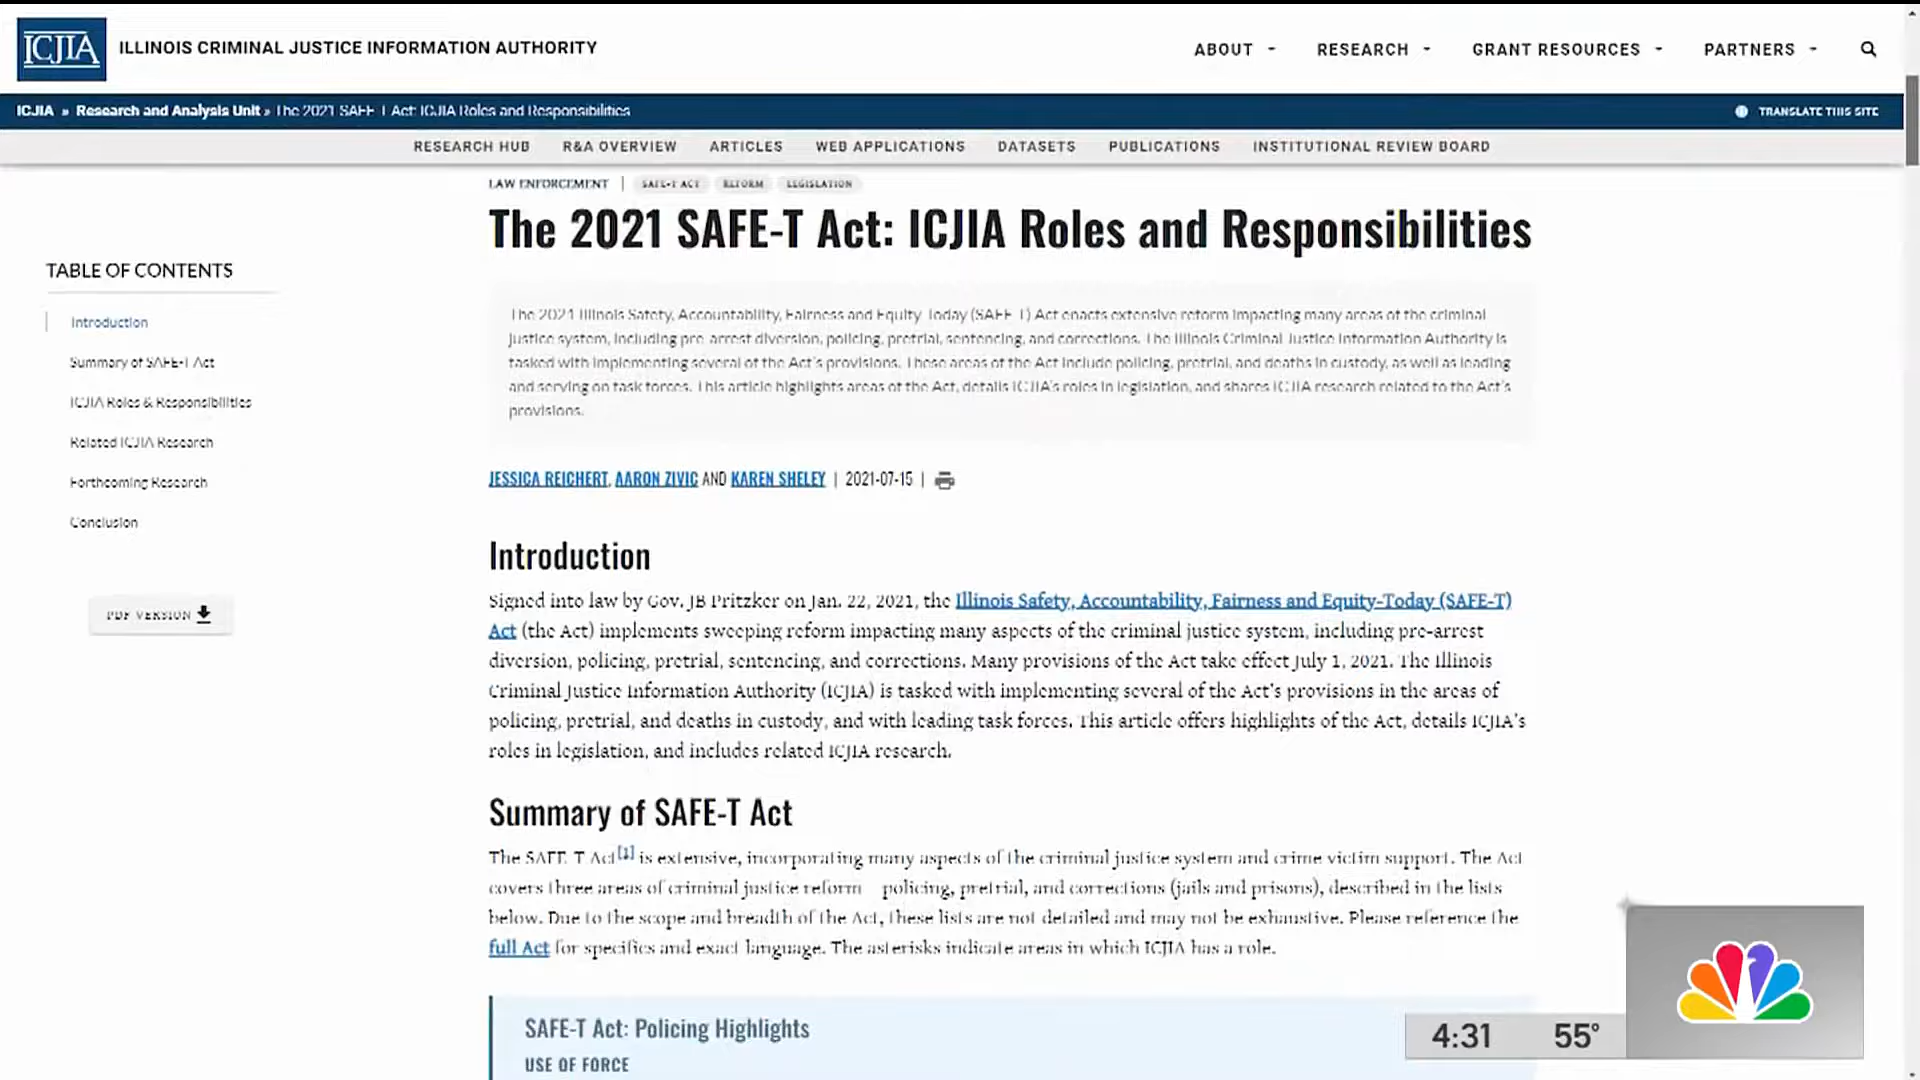 ICJIA ILLINOIS CRIMINAL JUSTICE INFORMATION AUTHORITY ABOUT RESEARCH GRANT RESOURCES PARTNERS
ICJIA » Research and Analysis Unit » The 2021 SAFE-T Act: ICJIA Roles and Responsibilities TRANSLATE THIS SITE
RESEARCH HUB R&A OVERVIEW ARTICLES WEB APPLICATIONS DATASETS PUBLICATIONS INSTITUTIONAL REVIEW BOARD
LAW ENFORCEMENT | SAFE-T ACT REFORM LEGISLATION
The 2021 SAFE-T Act: ICJIA Roles and Responsibilities
TABLE OF CONTENTS
Introduction
Summary of SAFE-T Act
ICJIA Roles & Responsibilities
Related ICJIA Research
Forthcoming Research
Conclusion
PDF VERSION
The 2021 Illinois Safety, Accountability, Fairness and Equity-Today (SAFE-T) Act enacts extensive reform impacting many areas of the criminal
justice system, including pre-arrest diversion, policing, pretrial, sentencing, and corrections. The Illinois Criminal Justice Information Authority is
tasked with implementing several of the Act's provisions. These areas of the Act include policing, pretrial, and deaths in custody, as well as leading
and serving on task forces. This article highlights areas of the Act, details ICJIA's roles in legislation, and shares ICJIA research related to the Act's
provisions.
JESSICA REICHERT, AARON ZIVIC AND KAREN SHELEY | 2021-07-15 |
Introduction
Signed into law by Gov. JB Pritzker on Jan. 22, 2021, the Illinois Safety, Accountability, Fairness and Equity-Today (SAFE-T)
Act (the Act) implements sweeping reform impacting many aspects of the criminal justice system, including pre-arrest
diversion, policing, pretrial, sentencing, and corrections. Many provisions of the Act take effect July 1, 2021. The Illinois
Criminal Justice Information Authority (ICJIA) is tasked with implementing several of the Act's provisions in the areas of
policing, pretrial, and deaths in custody, and with leading task forces. This article offers highlights of the Act, details ICJIA's
roles in legislation, and includes related ICJIA research.
Summary of SAFE-T Act
The SAFE-T Act[1] is extensive, incorporating many aspects of the criminal justice system and crime victim support. The Act
covers three areas of criminal justice reform policing, pretrial, and corrections (jails and prisons), described in the lists
below. Due to the scope and breadth of the Act, these lists are not detailed and may not be exhaustive. Please reference the
full Act for specifics and exact language. The asterisks indicate areas in which ICJIA has a role.
SAFE-T Act: Policing Highlights
USE OF FORCE
4:31 55°